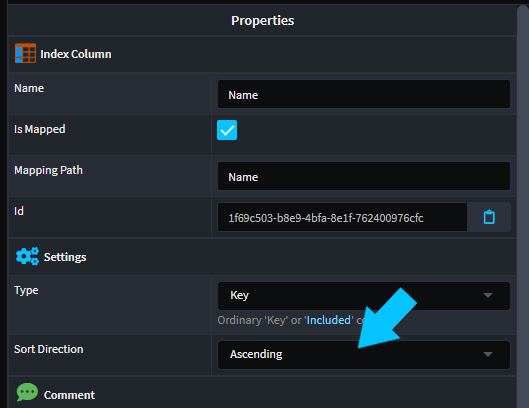 Properties
Index Column
Name Name
Is Mapped
Mapping Path Name
Id 1f69c503-b8e9-4bfa-8e1f-762400976cfc
Settings
Type Key
Ordinary 'Key' or 'Included'
Sort Direction Ascending
Comment